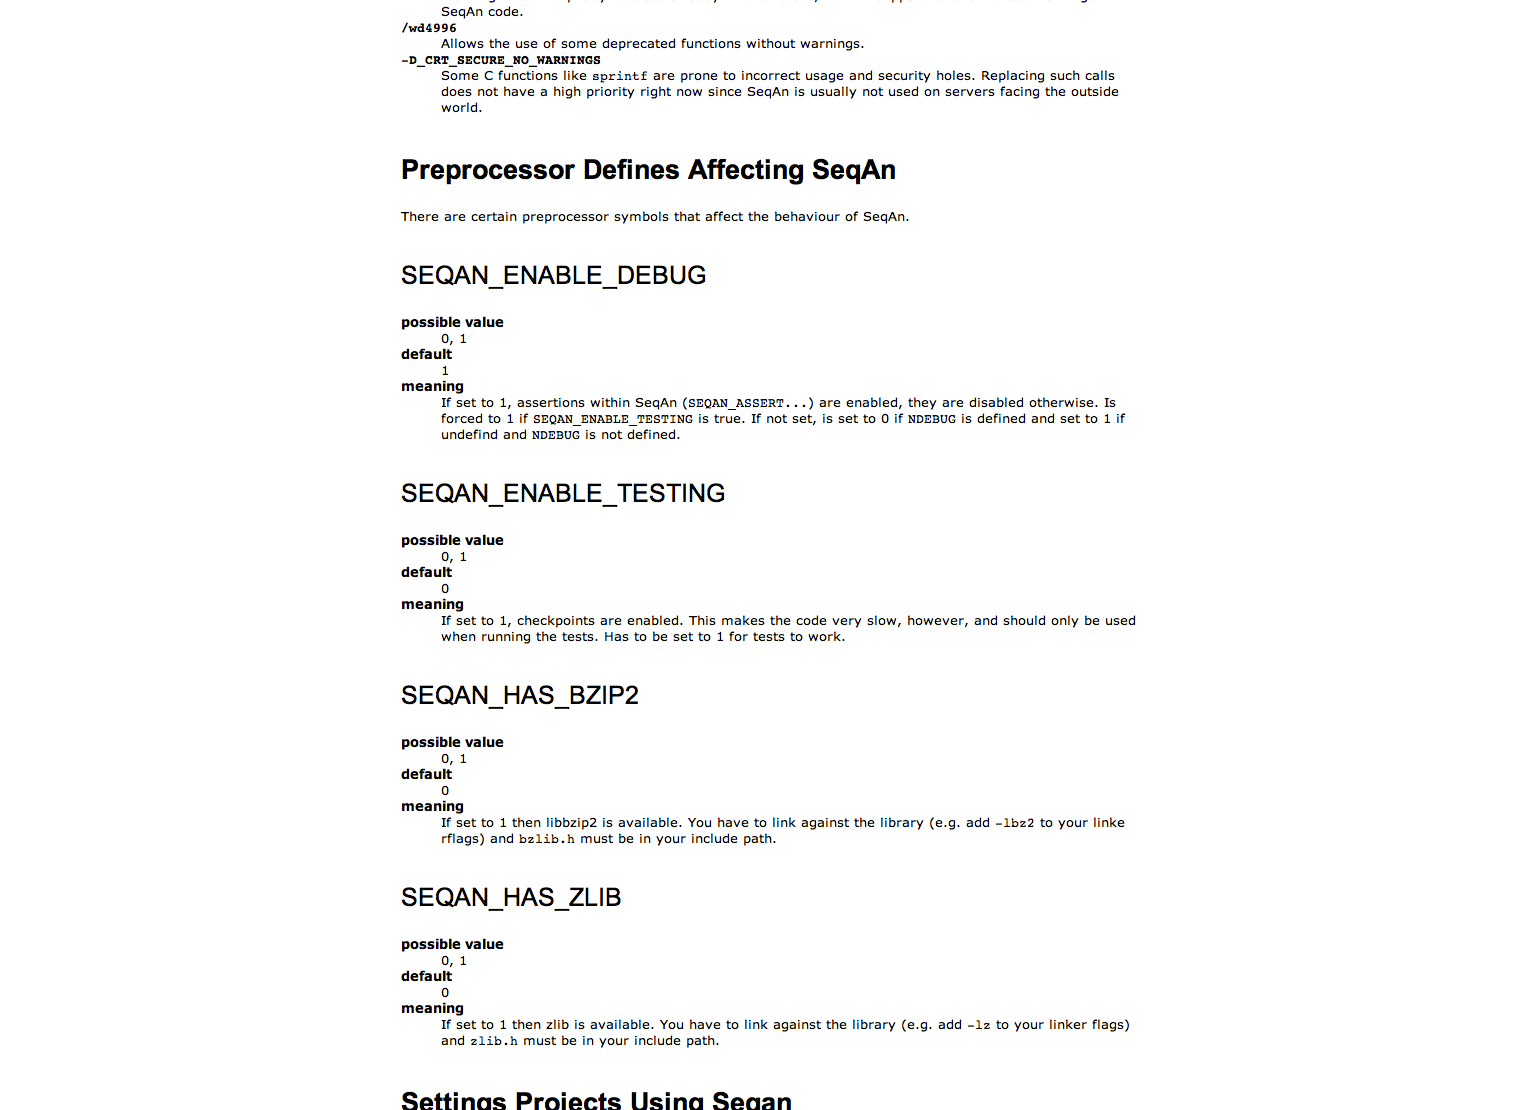 SeqAn code.
/wd4996
Allows the use of some deprecated functions without warnings.
-D_CRT_SECURE_NO_WARNINGS
Some C functions like sprintf are prone to incorrect usage and security holes. Replacing such calls
does not have a high priority right now since SeqAn is usually not used on servers facing the outside
world.
Preprocessor Defines Affecting SeqAn
There are certain preprocessor symbols that affect the behaviour of SeqAn.
SEQAN_ENABLE_DEBUG
possible value
0, 1
default
1
meaning
If set to 1, assertions within SeqAn (SEQAN_ASSERT...) are enabled, they are disabled otherwise. Is
forced to 1 if SEQAN_ENABLE_TESTING is true. If not set, is set to 0 if NDEBUG is defined and set to 1 if
undefind and NDEBUG is not defined.
SEQAN_ENABLE_TESTING
possible value
0, 1
default
0
meaning
If set to 1, checkpoints are enabled. This makes the code very slow, however, and should only be used
when running the tests. Has to be set to 1 for tests to work.
SEQAN_HAS_BZIP2
possible value
0, 1
default
0
meaning
If set to 1 then libbzip2 is available. You have to link against the library (e.g. add -lbz2 to your linke
rflags) and bzlib.h must be in your include path.
SEQAN_HAS_ZLIB
possible value
0, 1
default
0
meaning
If set to 1 then zlib is available. You have to link against the library (e.g. add -lz to your linker flags)
and zlib.h must be in your include path.
Settings Projects Using Seqan